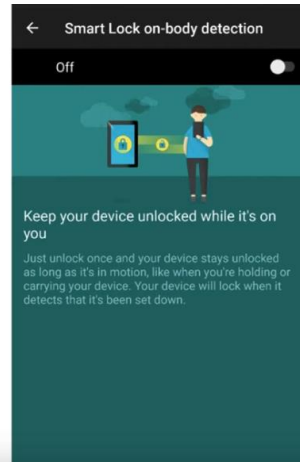 Smart Lock on-body detection
Off
Keep your device unlocked while it's on
you
Just unlock once and your device stays unlocked
as long as it's in motion, like when you're holding or
carrying your device. Your device will lock when it
detects that it's been set down.